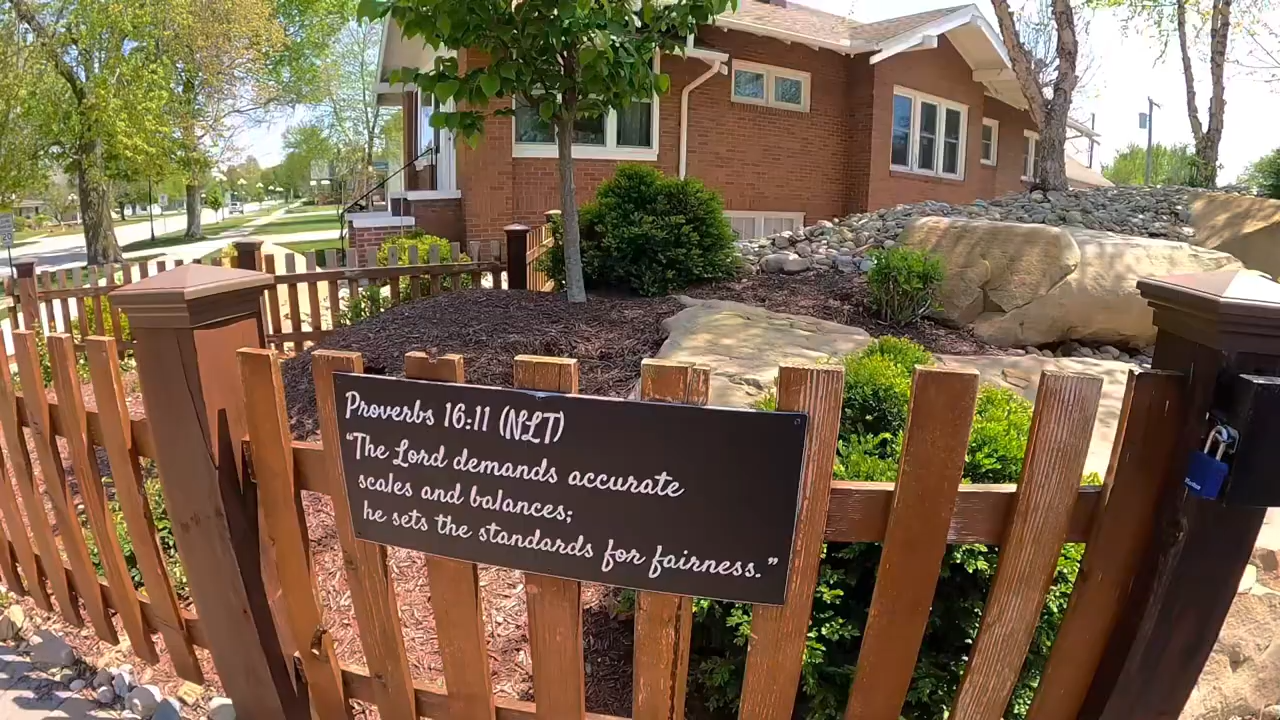 Proverbs 16:11 (NLT)
“The Lord demands accurate
scales and balances;
he sets the standards for fairness.”